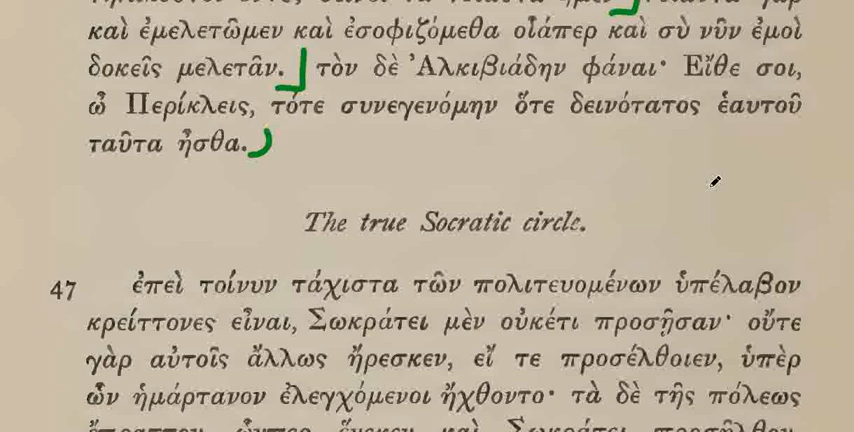 καὶ ἐμελετῶμεν καὶ ἐσοφιζόμεθα οἷάπερ καὶ σὺ νῦν ἐμοὶ
δοκεῖς μελετᾶν. τὸν δὲ Ἀλκιβιάδην φάναι· Εἴθε σοι,
ὦ Περίκλεις, τότε συνεγενόμην ὅτε δεινότατος ἑαυτοῦ
ταῦτα ἦσθα.
The true Socratic circle.
47 ἐπεὶ τοίνυν τάχιστα τῶν πολιτευομένων ὑπέλαβον
κρείττονες εἶναι, Σωκράτει μὲν οὐκέτι προσῇσαν· οὔτε
γὰρ αὐτοῖς ἄλλως ἤρεσκεν, εἴ τε προσέλθοιεν, ὑπὲρ
ὧν ἡμάρτανον ἐλεγχόμενοι ἤχθοντο· τὰ δὲ τῆς πόλεως